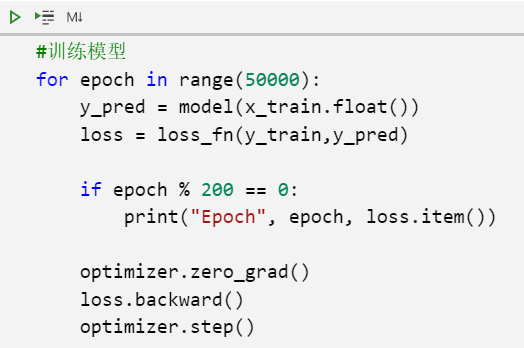 M↓
#训练模型
for epoch in range(50000):
    y_pred = model(x_train.float())
    loss = loss_fn(y_train,y_pred)
    if epoch % 200 == 0:
        print("Epoch", epoch, loss.item())
    optimizer.zero_grad()
    loss.backward()
    optimizer.step()